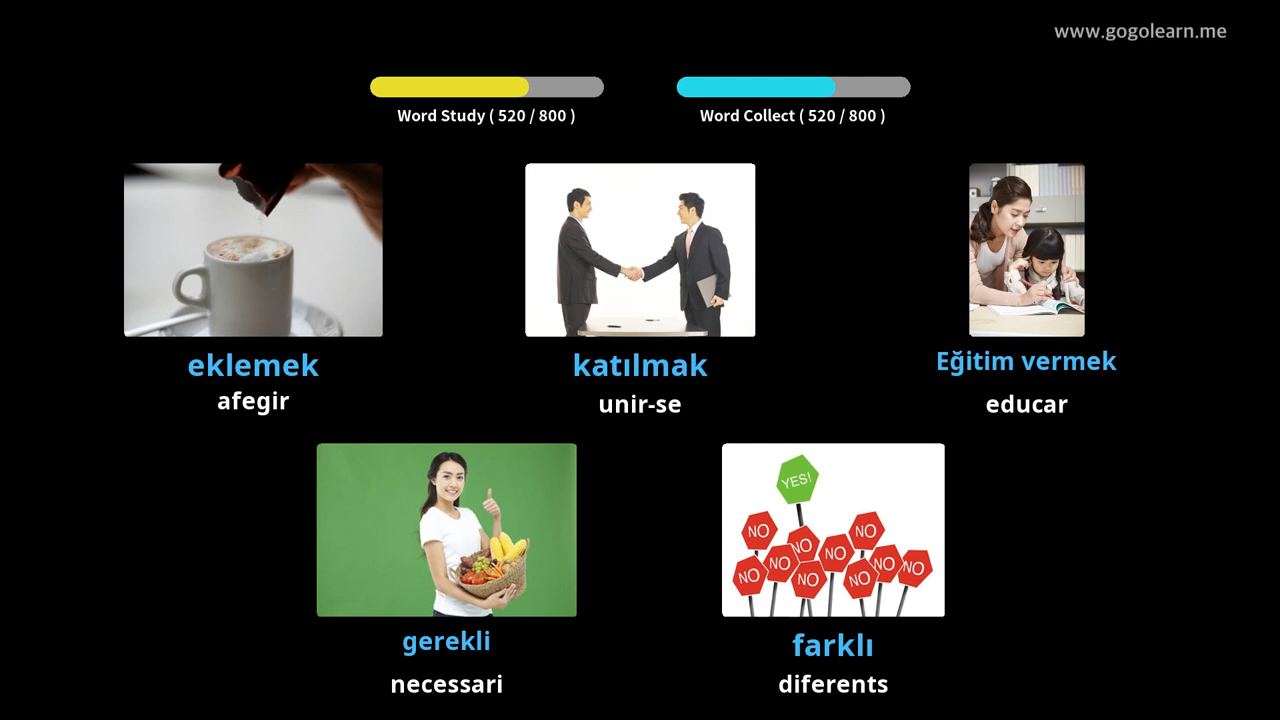 www.gogolearn.me
Word Study ( 520 / 800 )
Word Collect ( 520 / 800 )
eklemek
afegir
katılmak
unir-se
Eğitim vermek
educar
YES!
NO
NO
NO
NO
NO
NO
NO
NO
NO
NO
gerekli
necessari
farklı
diferents